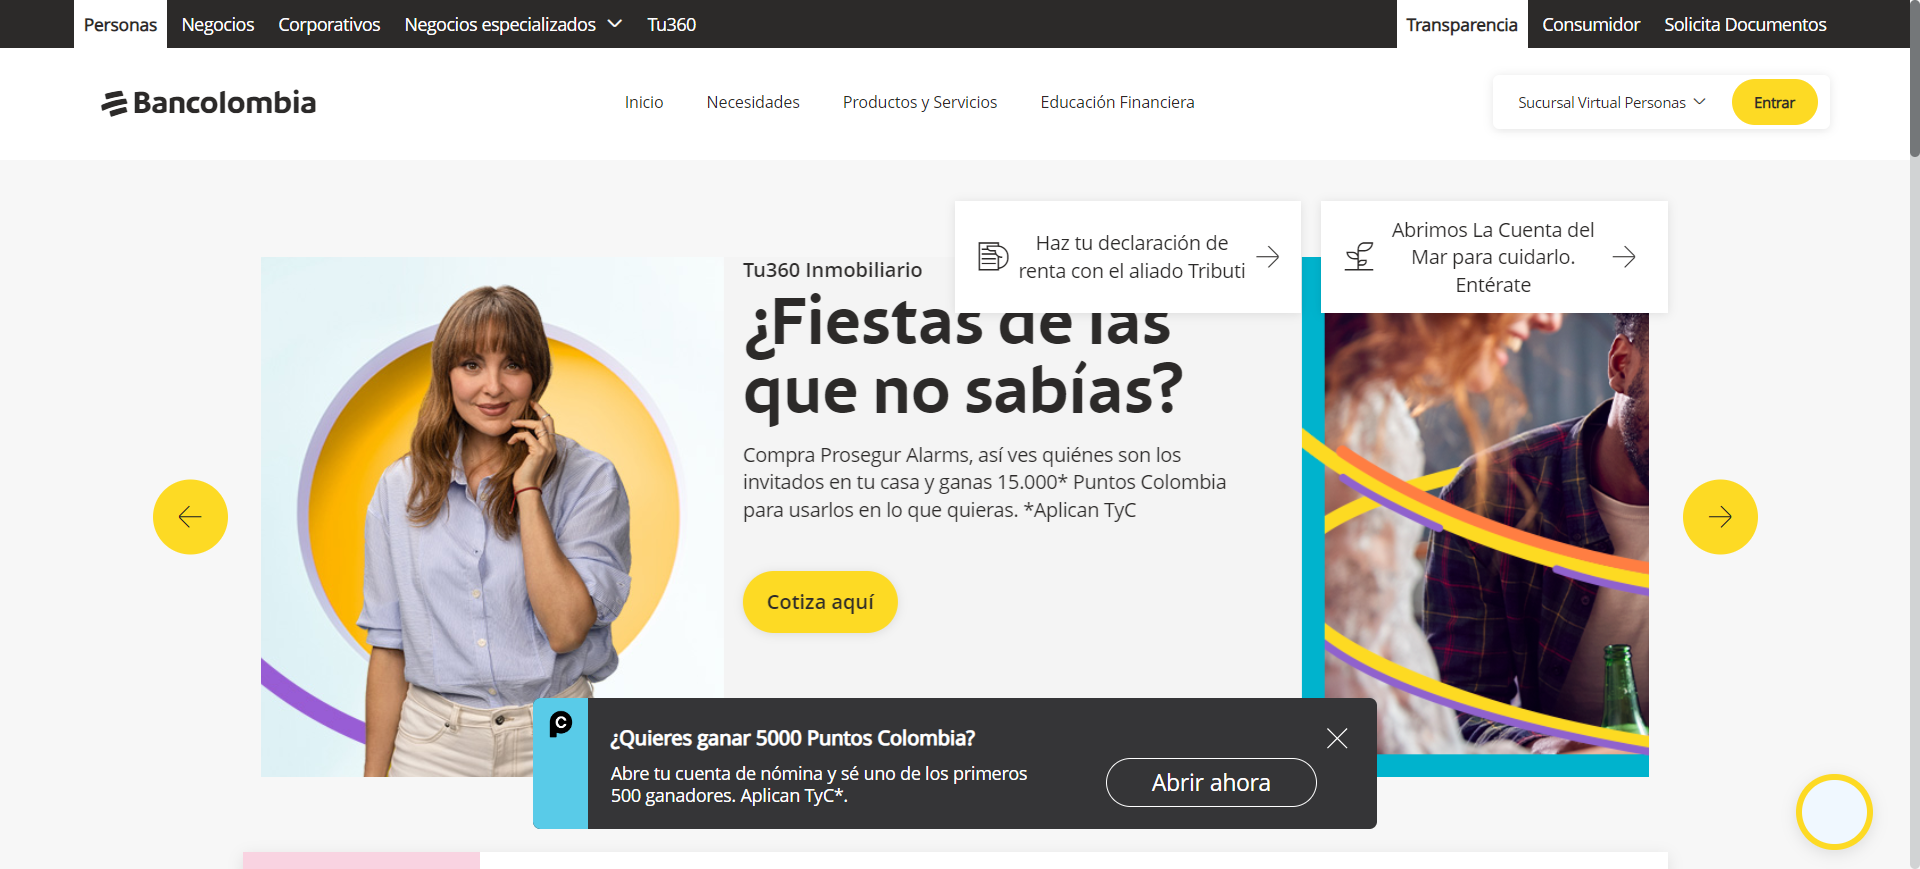 Personas
Negocios
Corporativos
Negocios especializados
Tu360
Transparencia
Consumidor
Solicita Documentos
Bancolombia
Inicio
Necesidades
Productos y Servicios
Educación Financiera
Sucursal Virtual Personas
Entrar
Haz tu declaración de
renta con el aliado Tributi
Abrimos La Cuenta del
Mar para cuidarlo.
Entérate
Tu360 Inmobiliario
¿Fiestas de las
que no sabías?
Compra Prosegur Alarms, así ves quiénes son los
invitados en tu casa y ganas 15.000* Puntos Colombia
para usarlos en lo que quieras. *Aplican TyC
Cotiza aquí
¿Quieres ganar 5000 Puntos Colombia?
Abre tu cuenta de nómina y sé uno de los primeros
500 ganadores. Aplican TyC*.
Abrir ahora